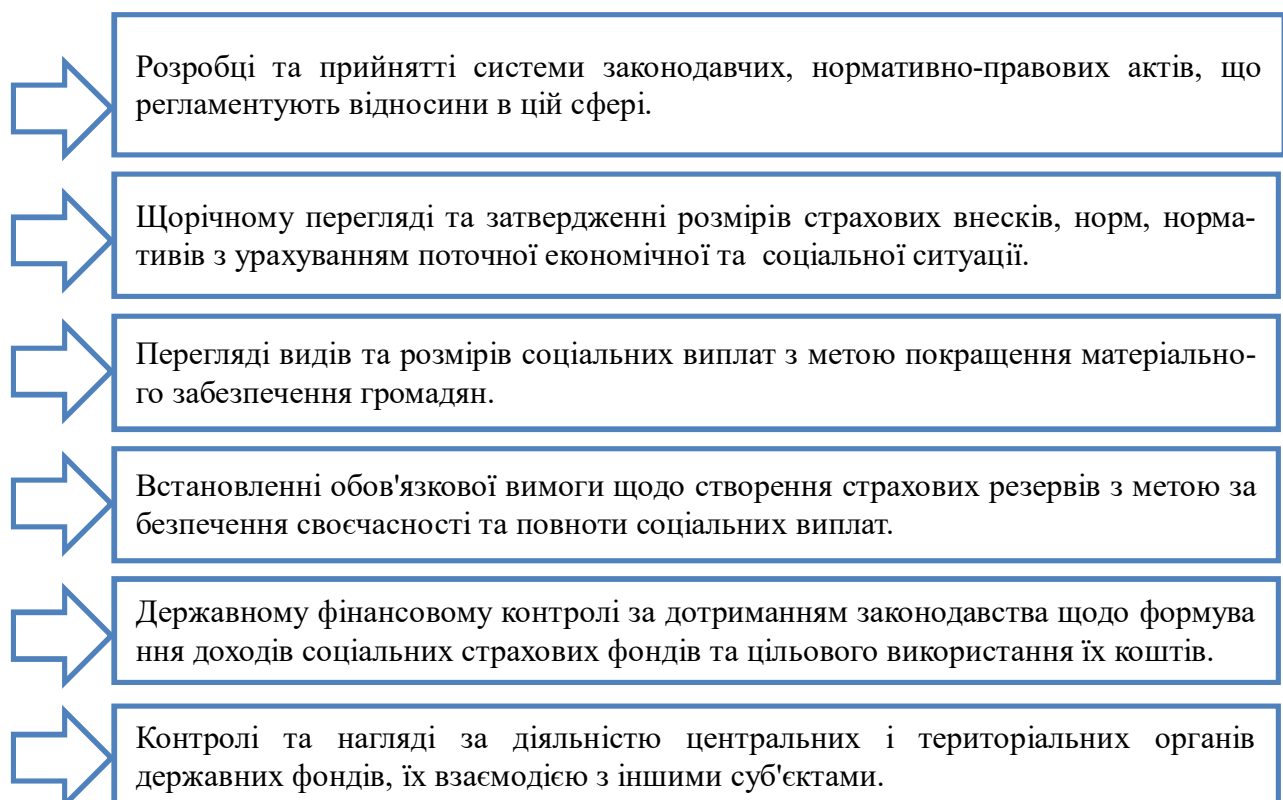 Розробці та прийнятті системи законодавчих, нормативно-правових актів, що
регламентують відносини в цій сфері.
Щорічному перегляді та затвердженні розмірів страхових внесків, норм, норма-
тивів з урахуванням поточної економічної та соціальної ситуації.
Перегляді видів та розмірів соціальних виплат з метою покращення матеріально-
го забезпечення громадян.
Встановленні обов'язкової вимоги щодо створення страхових резервів з метою за
безпечення своєчасності та повноти соціальних виплат.
Державному фінансовому контролі за дотриманням законодавства щодо формува
ння доходів соціальних страхових фондів та цільового використання їх коштів.
Контролі та нагляді за діяльністю центральних і територіальних органів
державних фондів, їх взаємодією з іншими суб'єктами.